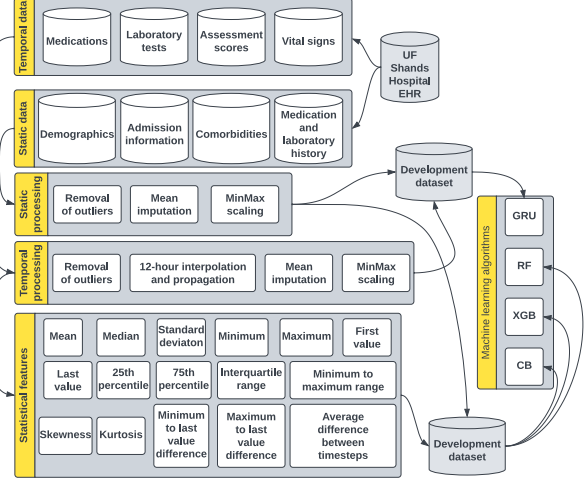 Temporal data
Medications
Laboratory
tests
Assessment
scores
Vital signs
UF
Shands
Hospital
EHR
Static data
Demographics
Admission
information
Comorbidities
Medication
and
laboratory
history
Development
dataset
Static
processing
Removal
of outliers
Mean
imputation
MinMax
scaling
Temporal
processing
Removal
of outliers
12-hour interpolation
and propagation
Mean
imputation
MinMax
scaling
Machine learning algorithms
GRU
RF
XGB
CB
Statistical features
Mean
Median
Standard
deviaton
Minimum
Maximum
First
value
Last
value
25th
percentile
75th
percentile
Interquartile
range
Minimum to
maximum range
Skewness
Kurtosis
Minimum
to last
value
difference
Maximum
to last
value
difference
Average
difference
between
timesteps
Development
dataset